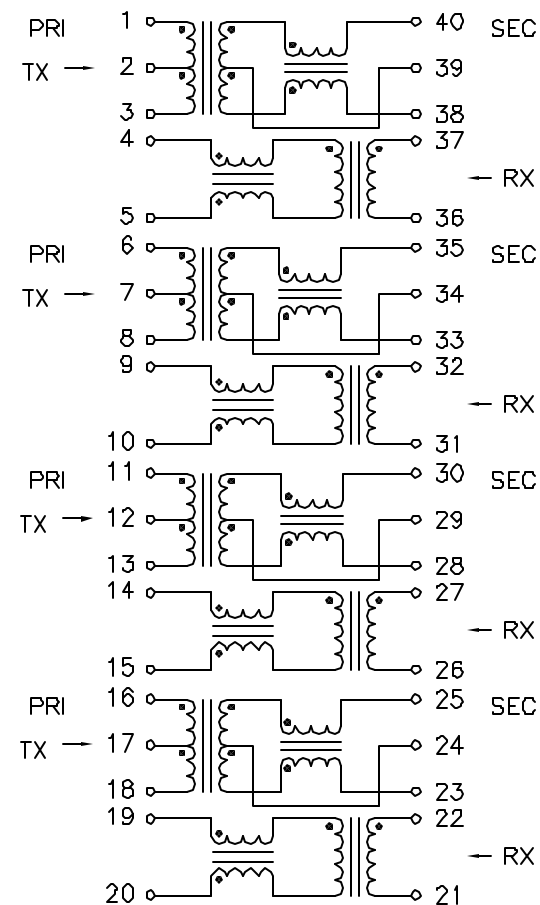 PRI 1 40 SEC
TX 2 39
3 38
4 37
RX
5 36
PRI 6 35 SEC
TX 7 34
8 33
9 32
RX
10 31
PRI 11 30 SEC
TX 12 29
13 28
14 27
RX
15 26
PRI 16 25 SEC
TX 17 24
18 23
19 22
RX
20 21